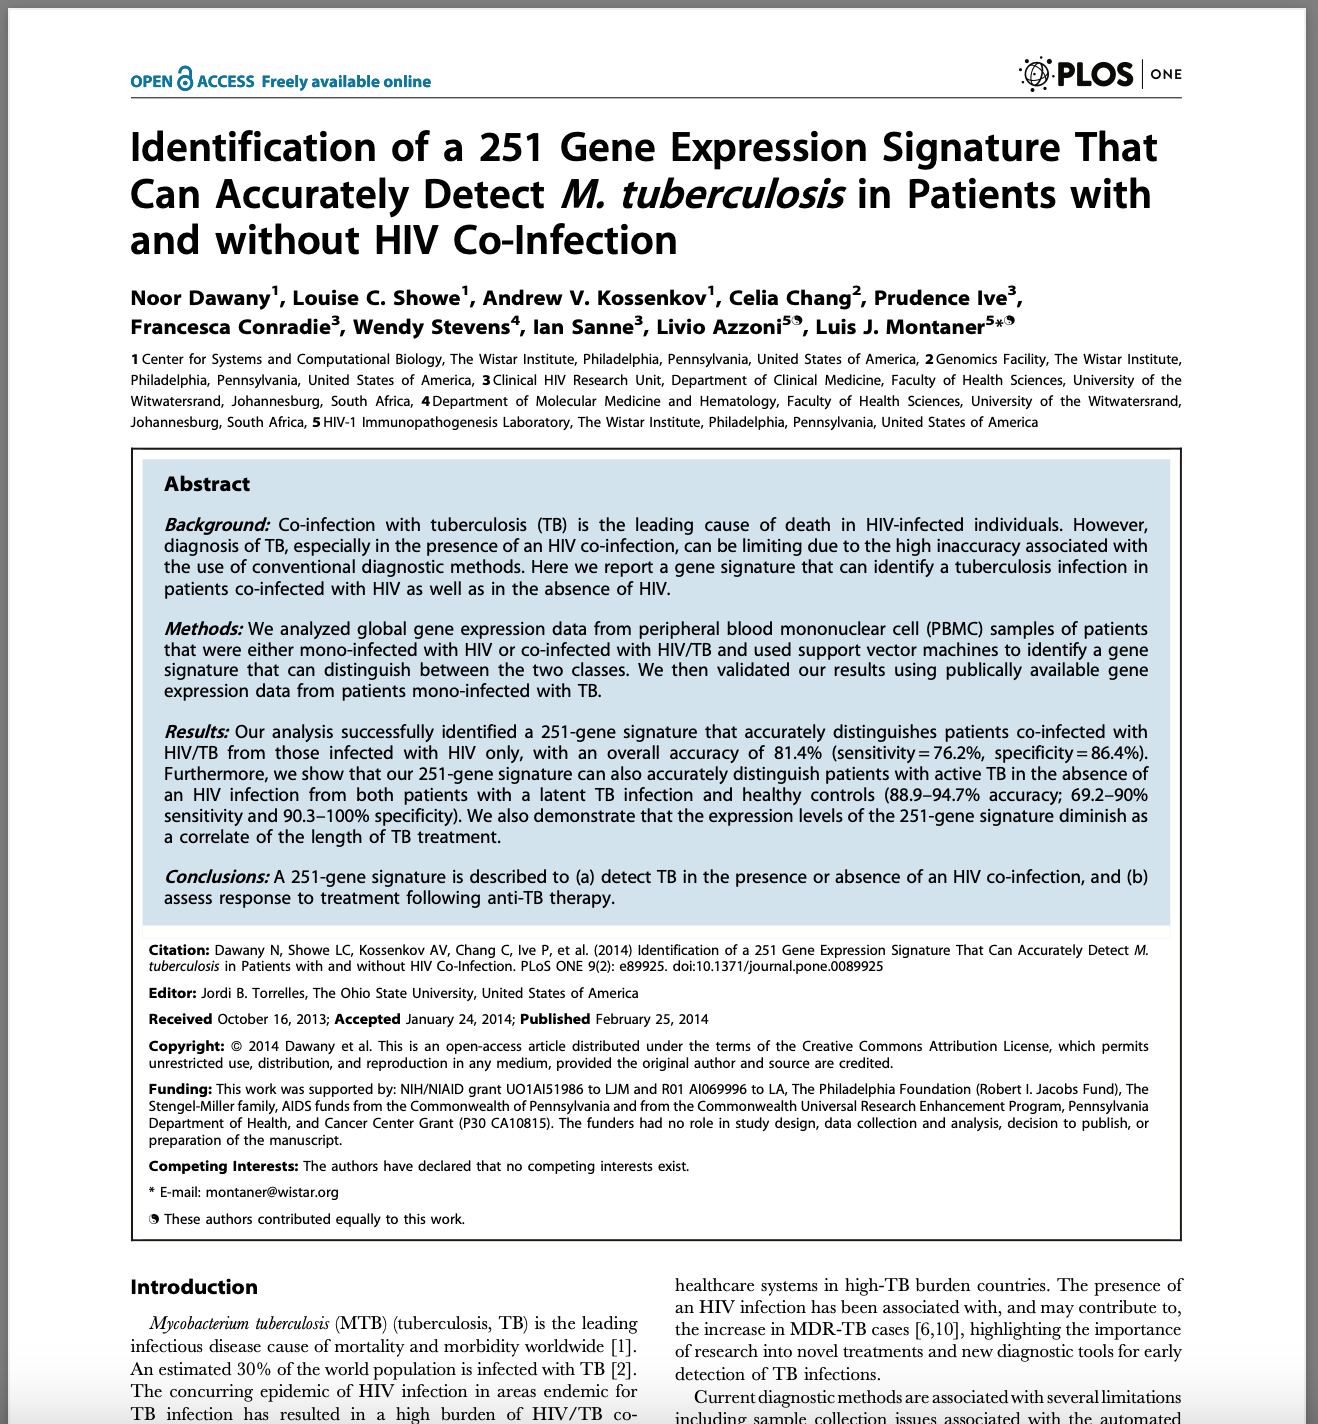 OPEN ACCESS Freely available online
PLOS ONE
Identification of a 251 Gene Expression Signature That
Can Accurately Detect M. tuberculosis in Patients with
and without HIV Co-Infection
Noor Dawany1, Louise C. Showe1, Andrew V. Kossenkov1, Celia Chang2, Prudence Ive3,
Francesca Conradie3, Wendy Stevens4, Ian Sanne3, Livio Azzoni5☯, Luis J. Montaner5*☯
1 Center for Systems and Computational Biology, The Wistar Institute, Philadelphia, Pennsylvania, United States of America, 2 Genomics Facility, The Wistar Institute,
Philadelphia, Pennsylvania, United States of America, 3 Clinical HIV Research Unit, Department of Clinical Medicine, Faculty of Health Sciences, University of the
Witwatersrand, Johannesburg, South Africa, 4 Department of Molecular Medicine and Hematology, Faculty of Health Sciences, University of the Witwatersrand,
Johannesburg, South Africa, 5 HIV-1 Immunopathogenesis Laboratory, The Wistar Institute, Philadelphia, Pennsylvania, United States of America
Abstract
Background: Co-infection with tuberculosis (TB) is the leading cause of death in HIV-infected individuals. However,
diagnosis of TB, especially in the presence of an HIV co-infection, can be limiting due to the high inaccuracy associated with
the use of conventional diagnostic methods. Here we report a gene signature that can identify a tuberculosis infection in
patients co-infected with HIV as well as in the absence of HIV.
Methods: We analyzed global gene expression data from peripheral blood mononuclear cell (PBMC) samples of patients
that were either mono-infected with HIV or co-infected with HIV/TB and used support vector machines to identify a gene
signature that can distinguish between the two classes. We then validated our results using publically available gene
expression data from patients mono-infected with TB.
Results: Our analysis successfully identified a 251-gene signature that accurately distinguishes patients co-infected with
HIV/TB from those infected with HIV only, with an overall accuracy of 81.4% (sensitivity = 76.2%, specificity = 86.4%).
Furthermore, we show that our 251-gene signature can also accurately distinguish patients with active TB in the absence of
an HIV infection from both patients with a latent TB infection and healthy controls (88.9–94.7% accuracy; 69.2–90%
sensitivity and 90.3–100% specificity). We also demonstrate that the expression levels of the 251-gene signature diminish as
a correlate of the length of TB treatment.
Conclusions: A 251-gene signature is described to (a) detect TB in the presence or absence of an HIV co-infection, and (b)
assess response to treatment following anti-TB therapy.
Citation: Dawany N, Showe LC, Kossenkov AV, Chang C, Ive P, et al. (2014) Identification of a 251 Gene Expression Signature That Can Accurately Detect M.
tuberculosis in Patients with and without HIV Co-Infection. PLoS ONE 9(2): e89925. doi:10.1371/journal.pone.0089925
Editor: Jordi B. Torrelles, The Ohio State University, United States of America
Received October 16, 2013; Accepted January 24, 2014; Published February 25, 2014
Copyright: © 2014 Dawany et al. This is an open-access article distributed under the terms of the Creative Commons Attribution License, which permits
unrestricted use, distribution, and reproduction in any medium, provided the original author and source are credited.
Funding: This work was supported by: NIH/NIAID grant UO1AI51986 to LJM and R01 AI069996 to LA, The Philadelphia Foundation (Robert I. Jacobs Fund), The
Stengel-Miller family, AIDS funds from the Commonwealth of Pennsylvania and from the Commonwealth Universal Research Enhancement Program, Pennsylvania
Department of Health, and Cancer Center Grant (P30 CA10815). The funders had no role in study design, data collection and analysis, decision to publish, or
preparation of the manuscript.
Competing Interests: The authors have declared that no competing interests exist.
* E-mail: montaner@wistar.org
☯ These authors contributed equally to this work.
Introduction
Mycobacterium tuberculosis (MTB) (tuberculosis, TB) is the leading
infectious disease cause of mortality and morbidity worldwide [1].
An estimated 30% of the world population is infected with TB [2].
The concurring epidemic of HIV infection in areas endemic for
TB infection has resulted in a high burden of HIV/TB co-
healthcare systems in high-TB burden countries. The presence of
an HIV infection has been associated with, and may contribute to,
the increase in MDR-TB cases [6,10], highlighting the importance
of research into novel treatments and new diagnostic tools for early
detection of TB infections.
Current diagnostic methods are associated with several limitations
including sample collection issues associated with the automated